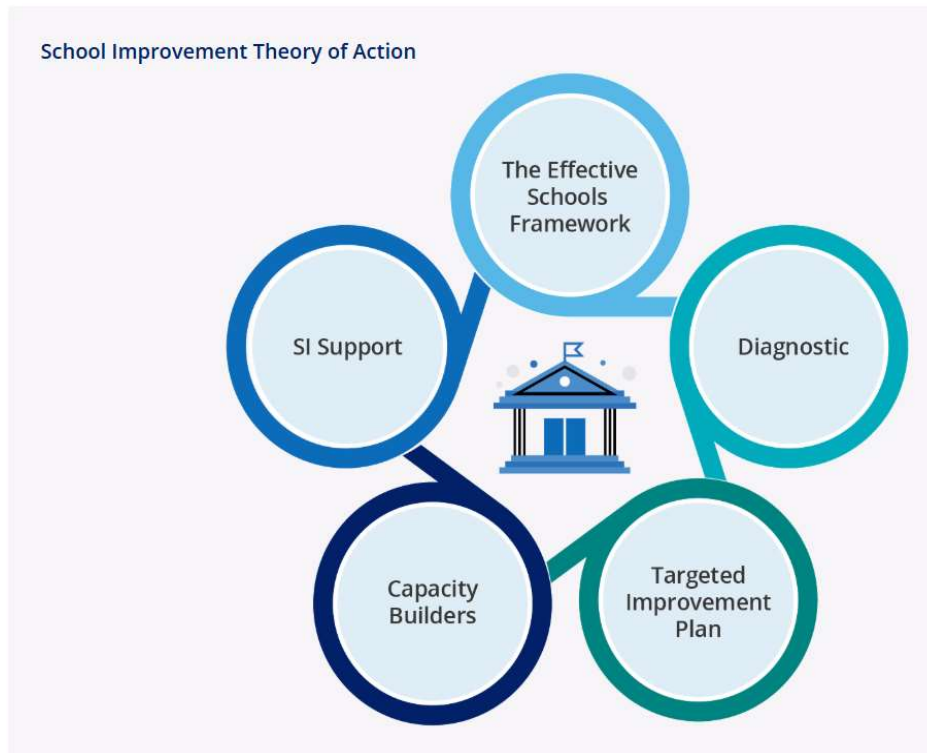 School Improvement Theory of Action
The Effective
Schools
Framework
SI Support
Diagnostic
Capacity
Builders
Targeted
Improvement
Plan